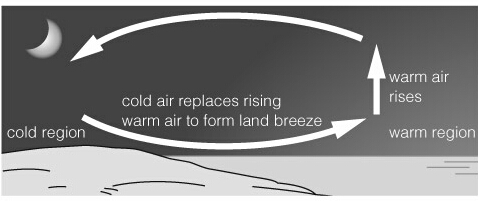 warm air
rises
cold air replaces rising
warm air to form land breeze
cold region
warm region